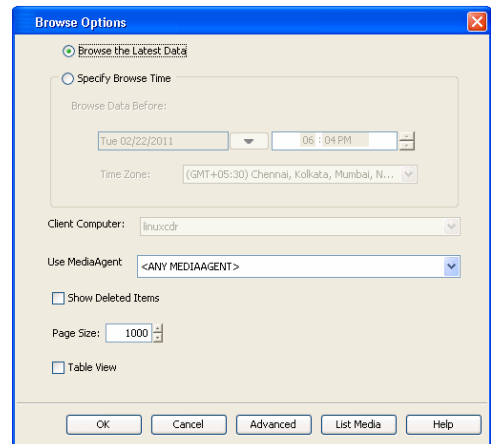 Browse Options
Browse the Latest Data
Specify Browse Time
Browse Data Before:
Tue 02/22/2011 06 : 04 PM
Time Zone: (GMT+05:30) Chennai, Kolkata, Mumbai, N...
Client Computer: linuxcdr
Use MediaAgent <ANY MEDIAAGENT>
Show Deleted Items
Page Size: 1000
Table View
OK Cancel Advanced List Media Help